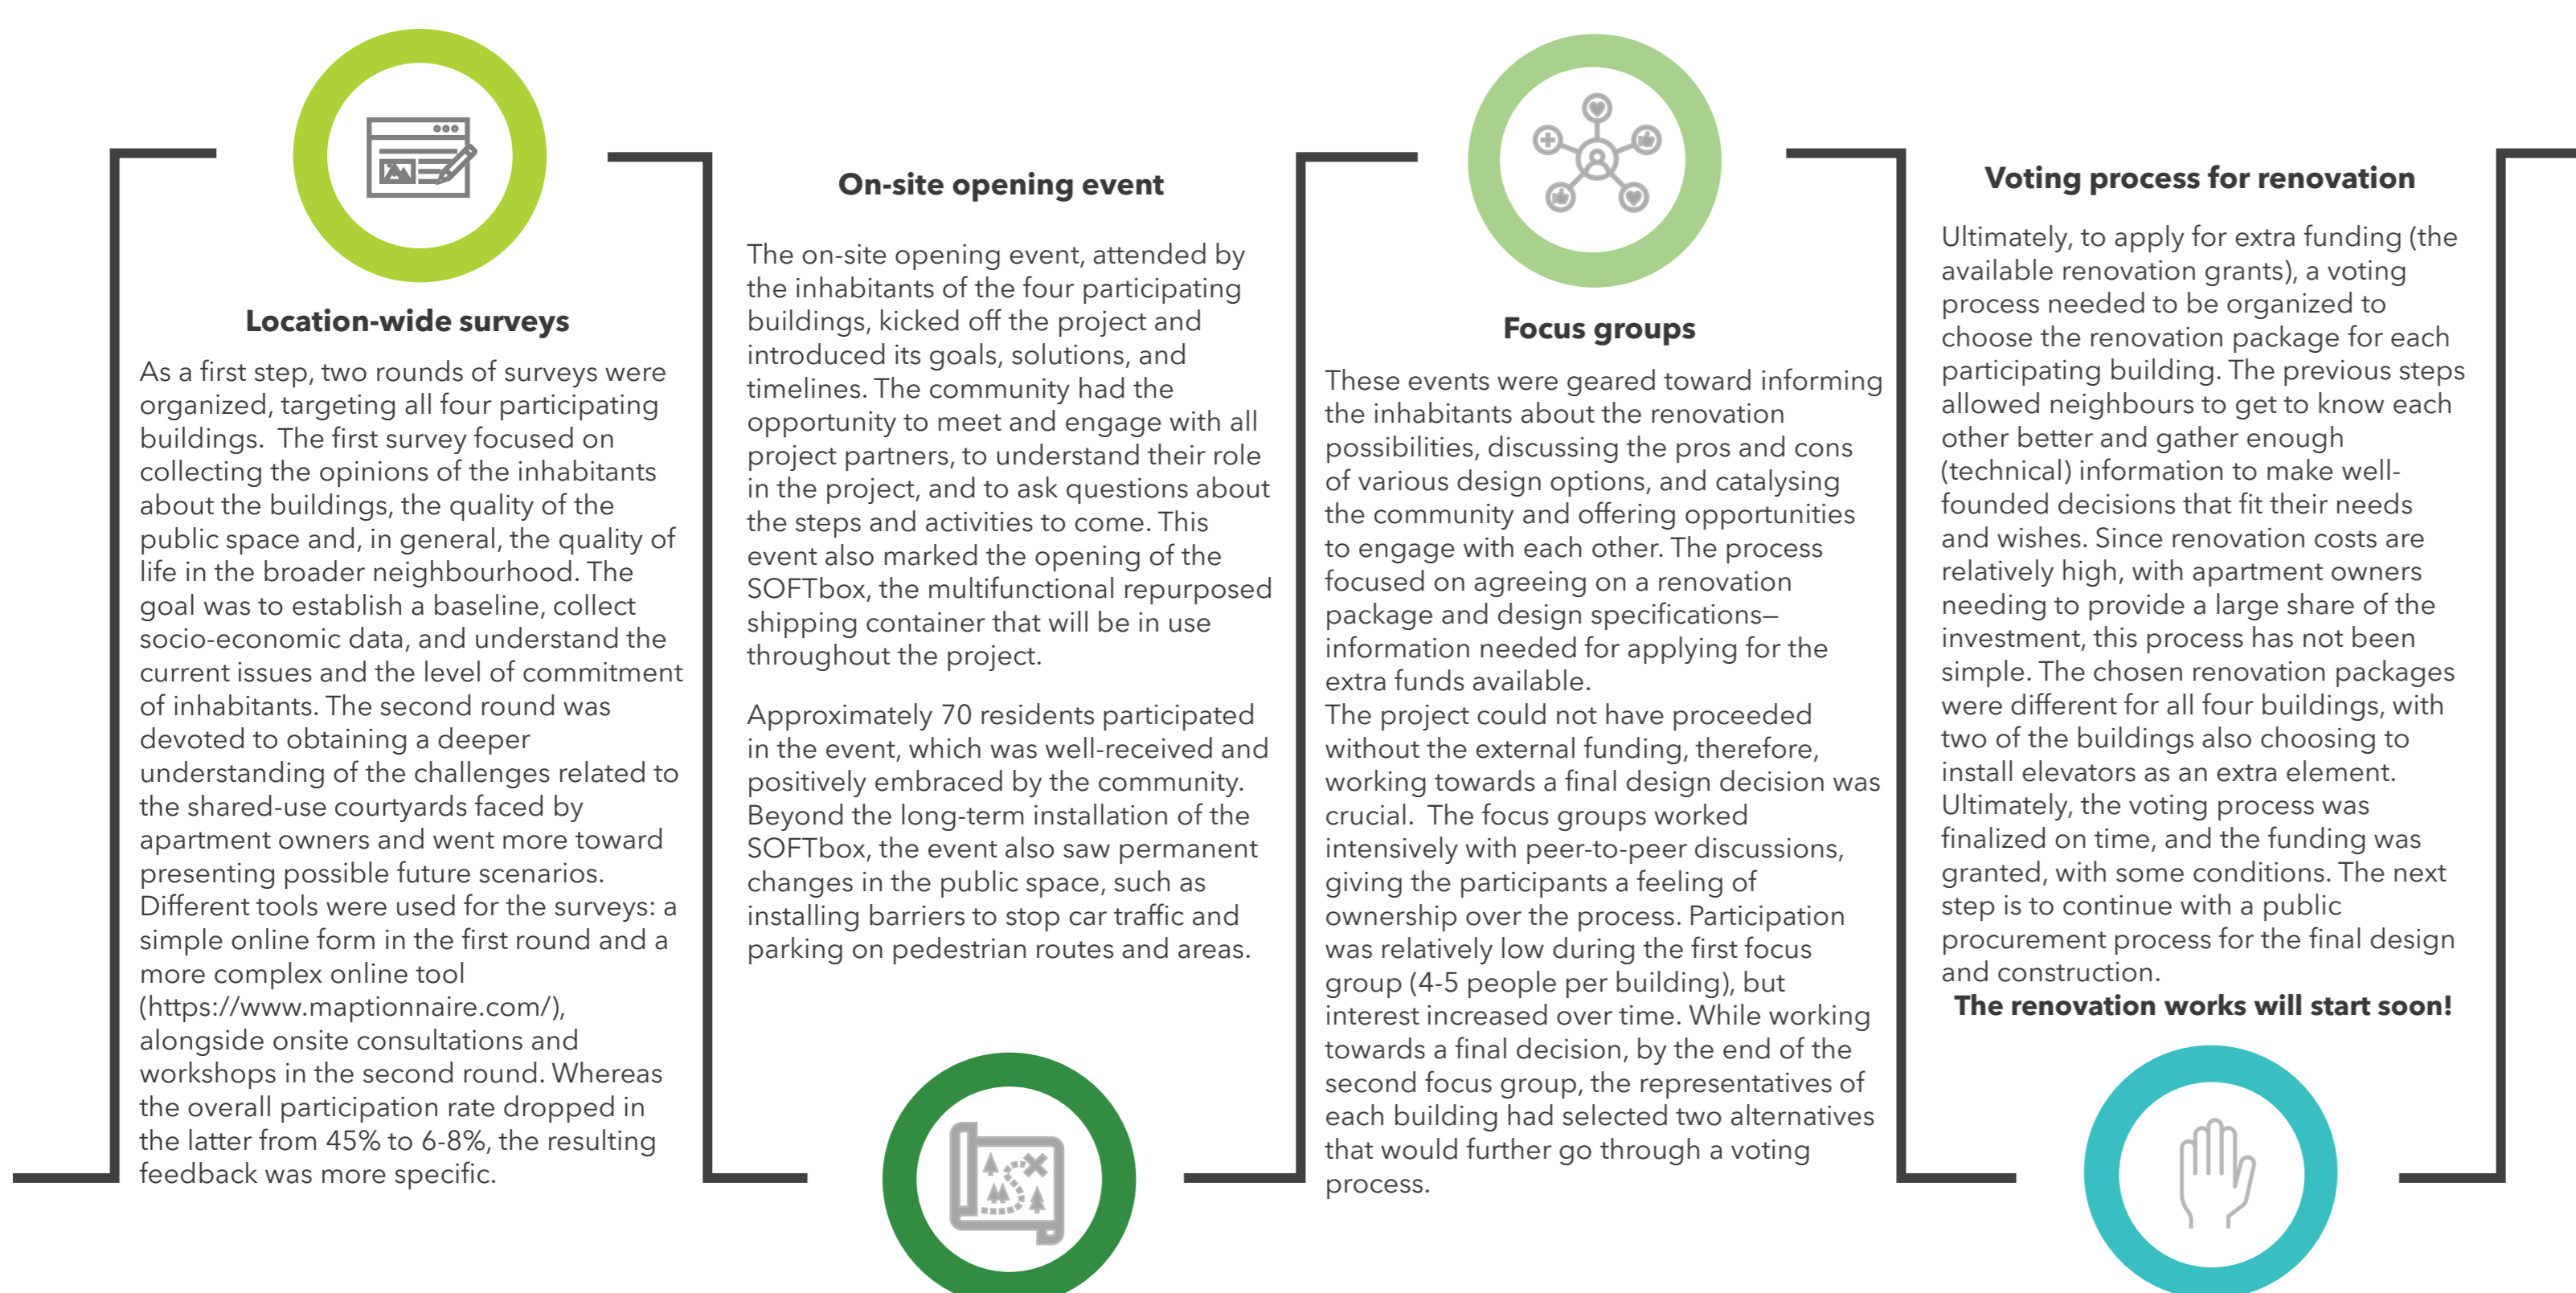 Location-wide surveys
As a first step, two rounds of surveys were
organized, targeting all four participating
buildings.  The first survey focused on
collecting the opinions of the inhabitants
about the buildings, the quality of the
public space and, in general, the quality of
life in the broader neighbourhood. The
goal was to establish a baseline, collect
socio-economic data, and understand the
current issues and the level of commitment
of inhabitants. The second round was
devoted to obtaining a deeper
understanding of the challenges related to
the shared-use courtyards faced by
apartment owners and went more toward
presenting possible future scenarios.
Different tools were used for the surveys: a
simple online form in the first round and a
more complex online tool
(https://www.maptionnaire.com/),
alongside onsite consultations and
workshops in the second round. Whereas
the overall participation rate dropped in
the latter from 45% to 6-8%, the resulting
feedback was more specific.
On-site opening event
The on-site opening event, attended by
the inhabitants of the four participating
buildings, kicked off the project and
introduced its goals, solutions, and
timelines. The community had the
opportunity to meet and engage with all
project partners, to understand their role
in the project, and to ask questions about
the steps and activities to come. This
event also marked the opening of the
SOFTbox, the multifunctional repurposed
shipping container that will be in use
throughout the project.
Approximately 70 residents participated
in the event, which was well-received and
positively embraced by the community.
Beyond the long-term installation of the
SOFTbox, the event also saw permanent
changes in the public space, such as
installing barriers to stop car traffic and
parking on pedestrian routes and areas.
Focus groups
These events were geared toward informing
the inhabitants about the renovation
possibilities, discussing the pros and cons
of various design options, and catalysing
the community and offering opportunities
to engage with each other. The process
focused on agreeing on a renovation
package and design specifications—
information needed for applying for the
extra funds available.
The project could not have proceeded
without the external funding, therefore,
working towards a final design decision was
crucial.  The focus groups worked
intensively with peer-to-peer discussions,
giving the participants a feeling of
ownership over the process. Participation
was relatively low during the first focus
group (4-5 people per building), but
interest increased over time. While working
towards a final decision, by the end of the
second focus group, the representatives of
each building had selected two alternatives
that would further go through a voting
process.
Voting process for renovation
Ultimately, to apply for extra funding (the
available renovation grants), a voting
process needed to be organized to
choose the renovation package for each
participating building. The previous steps
allowed neighbours to get to know each
other better and gather enough
(technical) information to make well-
founded decisions that fit their needs
and wishes. Since renovation costs are
relatively high, with apartment owners
needing to provide a large share of the
investment, this process has not been
simple. The chosen renovation packages
were different for all four buildings, with
two of the buildings also choosing to
install elevators as an extra element.
Ultimately, the voting process was
finalized on time, and the funding was
granted, with some conditions. The next
step is to continue with a public
procurement process for the final design
and construction.
The renovation works will start soon!